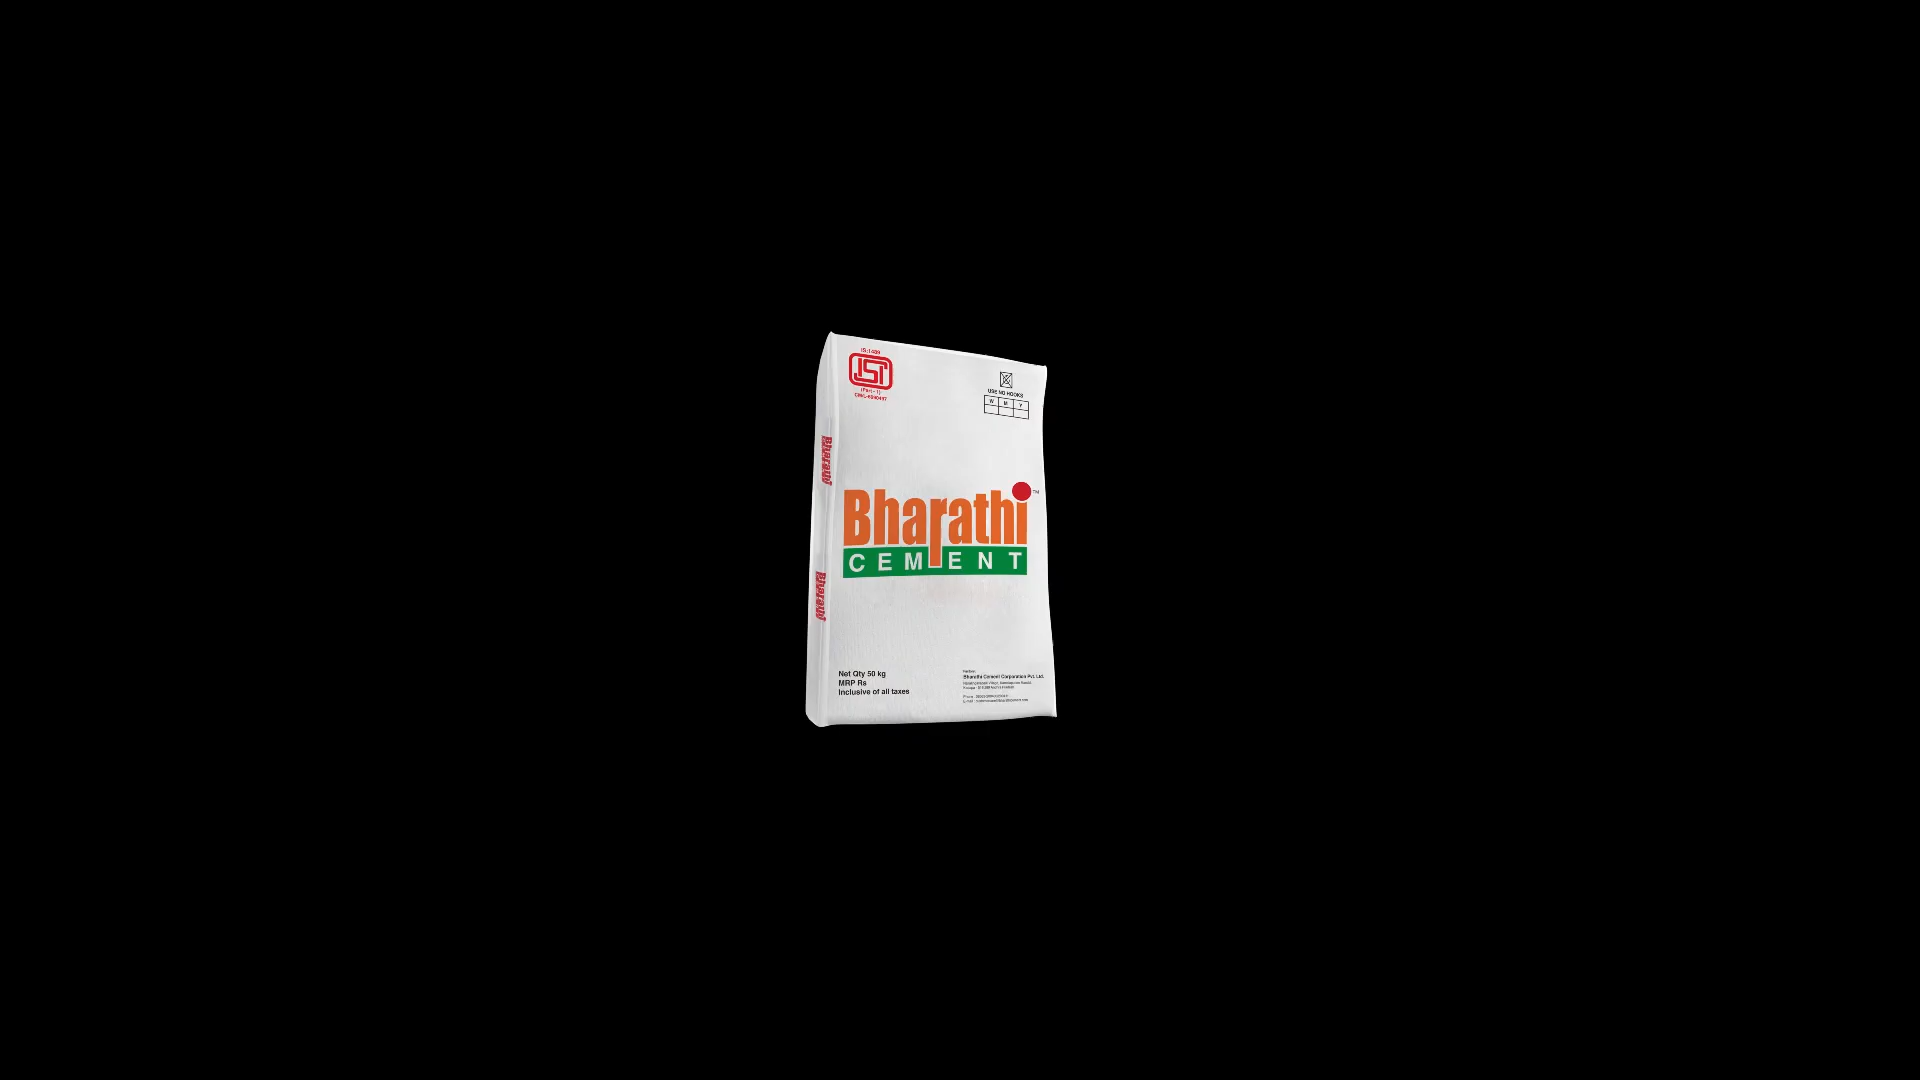 IS:1489
ISI
(Part - 1)
USE NO HOOKS
W M Y
Bharathi
Bharathi
Bharathi TM
CEMENT
Net Qty 50 kg
MRP Rs
Inclusive of all taxes
Bharathi Cement Corporation Pvt. Ltd.